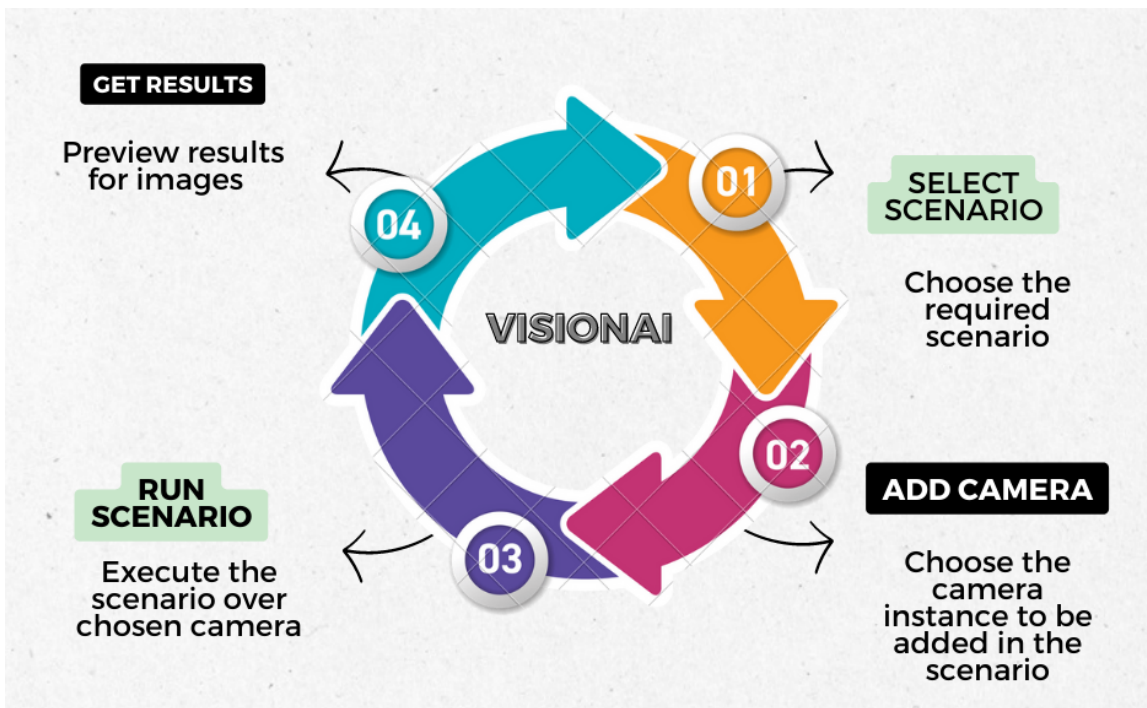 GET RESULTS
Preview results
for images
04
01
SELECT
SCENARIO
Choose the
required
scenario
VISIONAI
02
ADD CAMERA
Choose the
camera
instance to be
added in the
scenario
03
RUN
SCENARIO
Execute the
scenario over
chosen camera